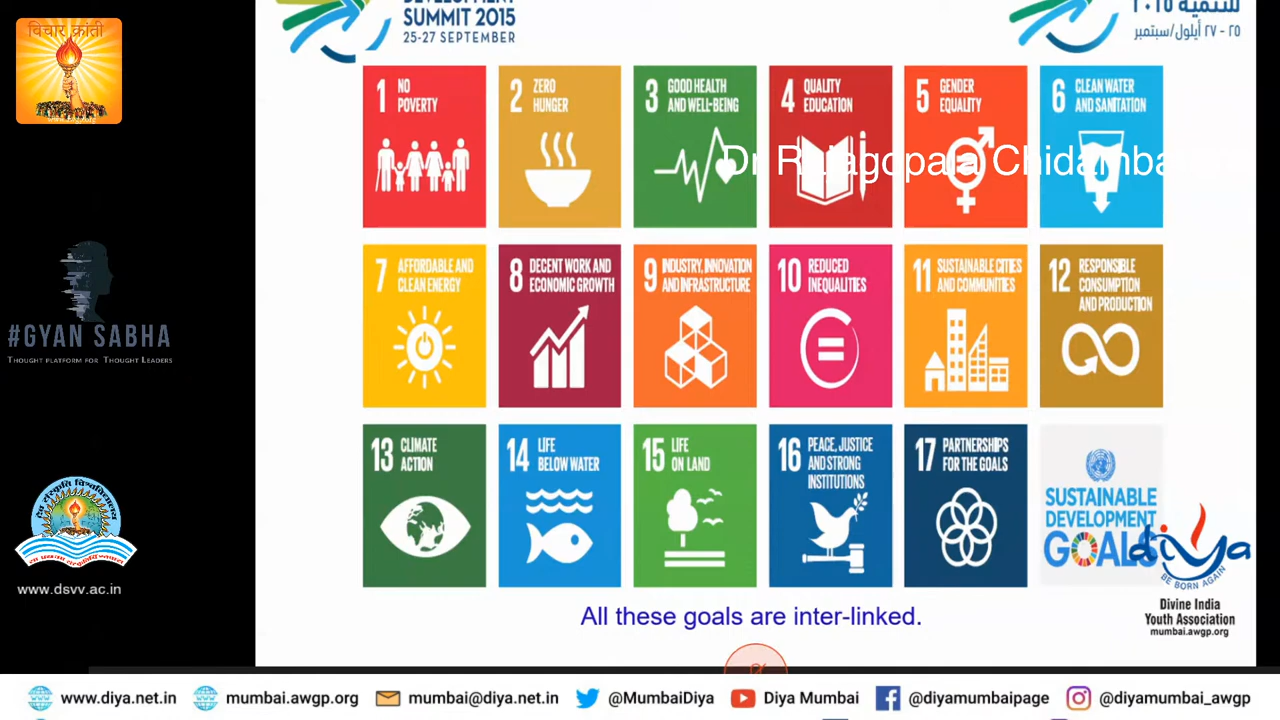 विचार क्रांती
www.awgp.org
#GYAN SABHA
THOUGHT PLATFORM FOR THOUGHT LEADERS
www.dsvv.ac.in
DEVELOPMENT
SUMMIT 2015
25-27 SEPTEMBER
٢٥ - ٢٧ أيلول/سبتمبر
1 NO
POVERTY
2 ZERO
HUNGER
3 GOOD HEALTH
AND WELL-BEING
4 QUALITY
EDUCATION
5 GENDER
EQUALITY
6 CLEAN WATER
AND SANITATION
Dr Rajagopala Chidamba
7 AFFORDABLE AND
CLEAN ENERGY
8 DECENT WORK AND
ECONOMIC GROWTH
9 INDUSTRY, INNOVATION
AND INFRASTRUCTURE
10 REDUCED
INEQUALITIES
11 SUSTAINABLE CITIES
AND COMMUNITIES
12 RESPONSIBLE
CONSUMPTION
AND PRODUCTION
13 CLIMATE
ACTION
14 LIFE
BELOW WATER
15 LIFE
ON LAND
16 PEACE, JUSTICE
AND STRONG
INSTITUTIONS
17 PARTNERSHIPS
FOR THE GOALS
SUSTAINABLE
DEVELOPMENT
GOALS
diya
BE BORN AGAIN
Divine India
Youth Association
mumbai.awgp.org
All these goals are inter-linked.
www.diya.net.in
mumbai.awgp.org
mumbai@diya.net.in
@MumbaiDiya
Diya Mumbai
@diyamumbaipage
@diyamumbai_awgp